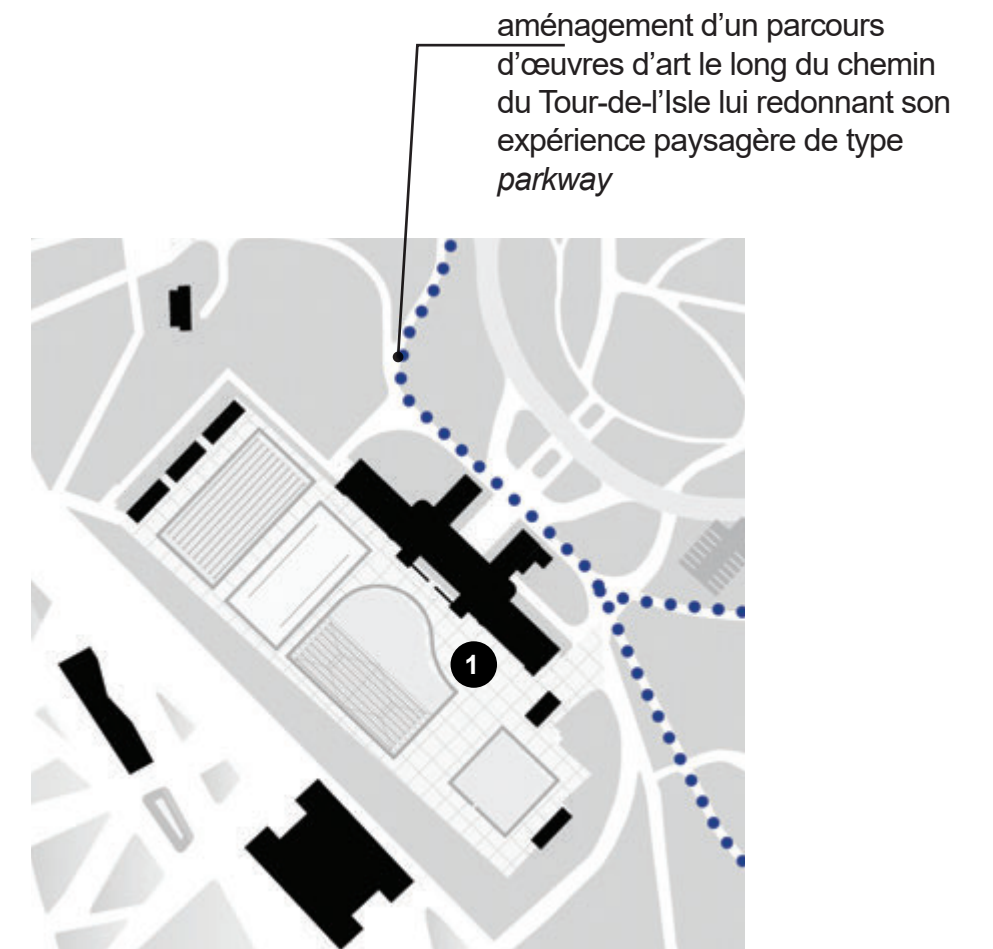 aménagement d’un parcours
d’œuvres d’art le long du chemin
du Tour-de-l’Isle lui redonnant son
expérience paysagère de type
parkway
1